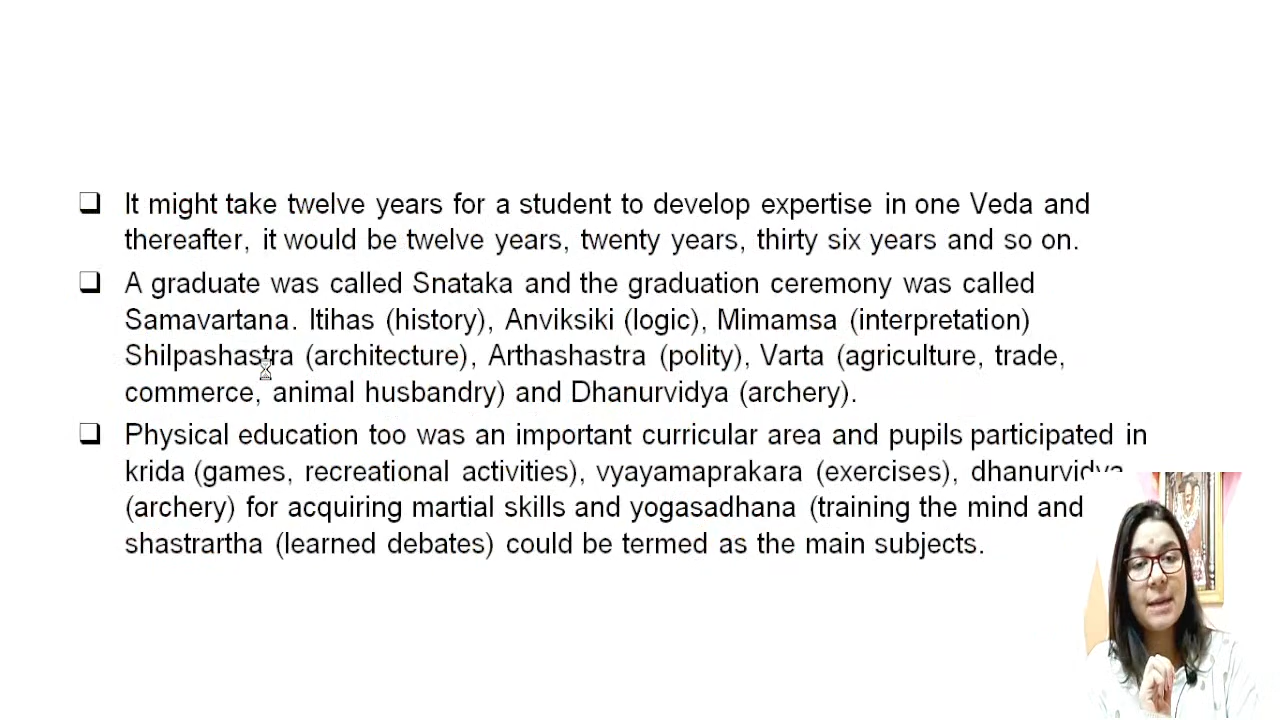 It might take twelve years for a student to develop expertise in one Veda and
thereafter, it would be twelve years, twenty years, thirty six years and so on.
A graduate was called Snataka and the graduation ceremony was called
Samavartana. Itihas (history), Anviksiki (logic), Mimamsa (interpretation)
Shilpashastra (architecture), Arthashastra (polity), Varta (agriculture, trade,
commerce, animal husbandry) and Dhanurvidya (archery).
Physical education too was an important curricular area and pupils participated in
krida (games, recreational activities), vyayamaprakara (exercises), dhanurvidya
(archery) for acquiring martial skills and yogasadhana (training the mind and
shastrartha (learned debates) could be termed as the main subjects.